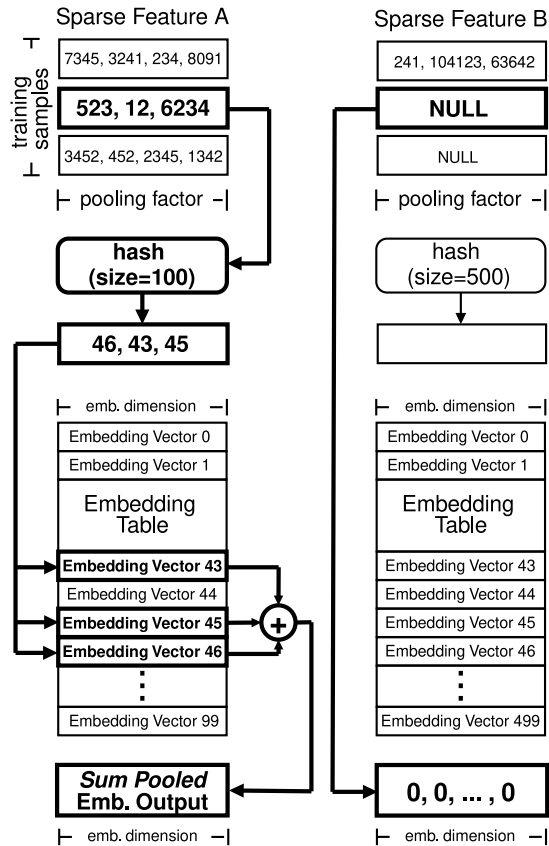 Sparse Feature A
training
samples
7345, 3241, 234, 8091
523, 12, 6234
3452, 452, 2345, 1342
pooling factor
hash
(size=100)
46, 43, 45
emb. dimension
Embedding Vector 0
Embedding Vector 1
Embedding
Table
Embedding Vector 43
Embedding Vector 44
Embedding Vector 45
Embedding Vector 46
+
Embedding Vector 99
Sum Pooled
Emb. Output
emb. dimension
Sparse Feature B
241, 104123, 63642
NULL
NULL
pooling factor
hash
(size=500)
emb. dimension
Embedding Vector 0
Embedding Vector 1
Embedding
Table
Embedding Vector 43
Embedding Vector 44
Embedding Vector 45
Embedding Vector 46
Embedding Vector 499
0, 0, ... , 0
emb. dimension